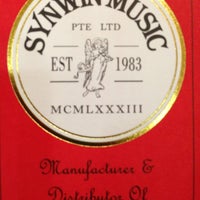 SYNWIN MUSIC
PTE LTD
EST 1983
MCMLXXXIII
Manufacturer &
Distributor Of